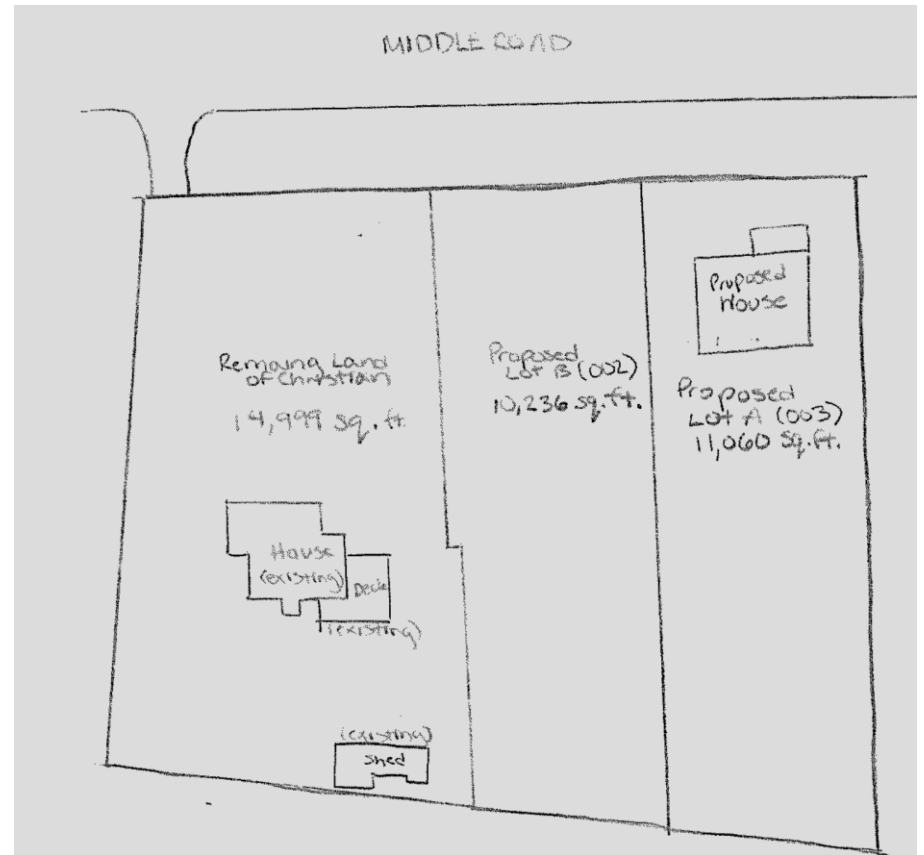 MIDDLE ROAD
Proposed
House
Remaing Land
of Christian
14,999 sq.ft.
Proposed
Lot B (002)
10,236 sq.ft.
Proposed
Lot A (003)
11,060 sq.ft.
House
(existing)
Deck
(existing)
(existing)
Shed